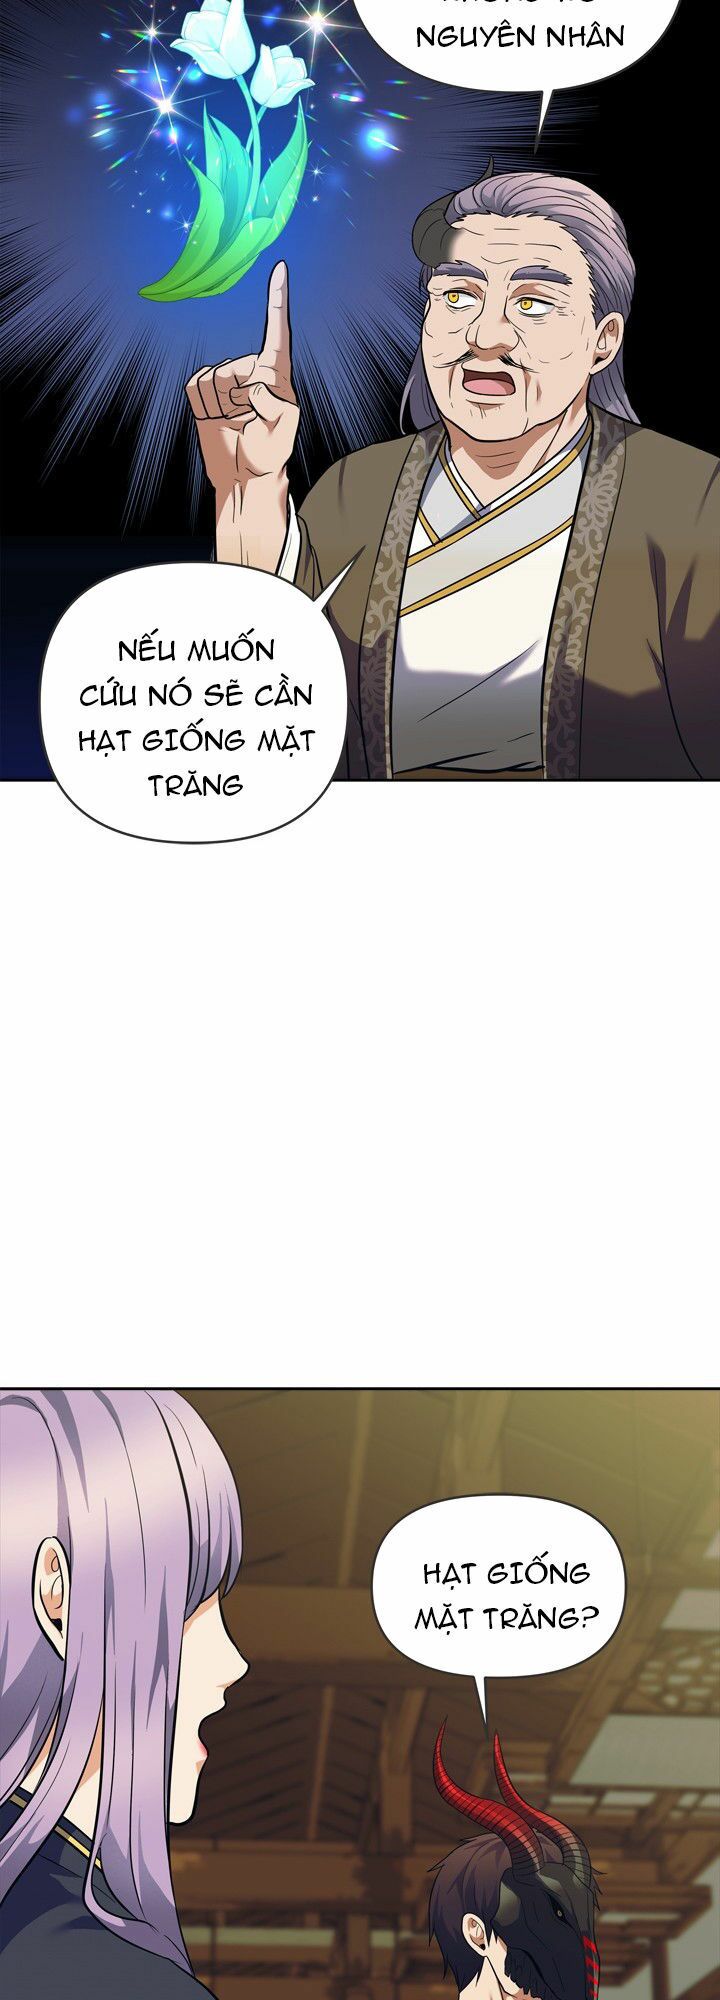 NGUYÊN NHÂN
NẾU MUỐN
CỨU NÓ SẼ CẦN
HẠT GIỐNG MẶT
TRĂNG
HẠT GIỐNG
MẶT TRĂNG?